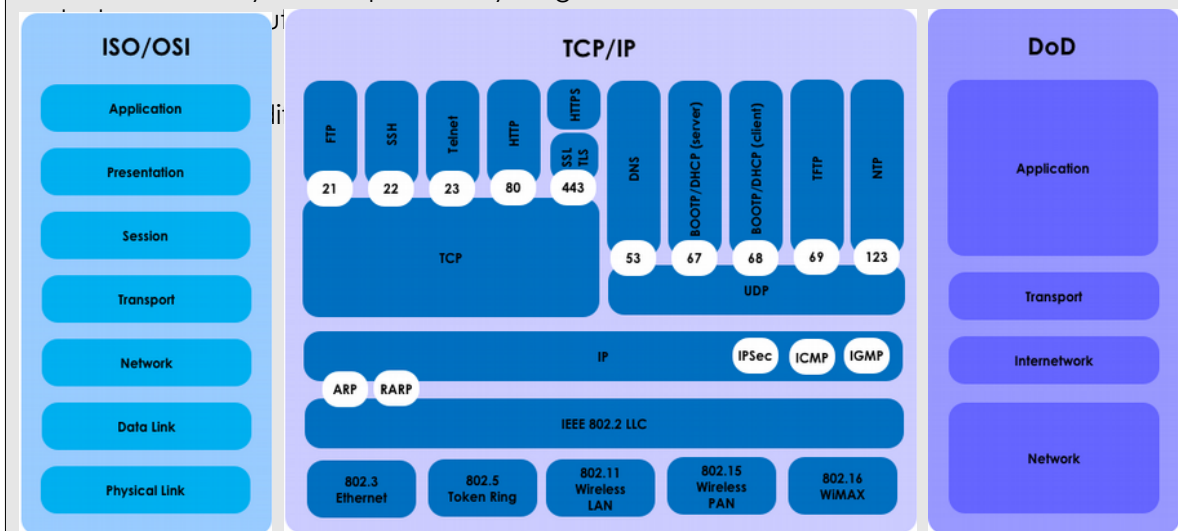 ISO/OSI
Application
Presentation
Session
Transport
Network
Data Link
Physical Link
TCP/IP
FTP
SSH
Telnet
HTTP
HTTPS
SSL
TLS
DNS
BOOTP/DHCP (server)
BOOTP/DHCP (client)
TFTP
NTP
21
22
23
80
443
53
67
68
69
123
TCP
UDP
IP
IPSec
ICMP
IGMP
ARP
RARP
IEEE 802.2 LLC
802.3
Ethernet
802.5
Token Ring
802.11
Wireless
LAN
802.15
Wireless
PAN
802.16
WiMAX
DoD
Application
Transport
Internetwork
Network